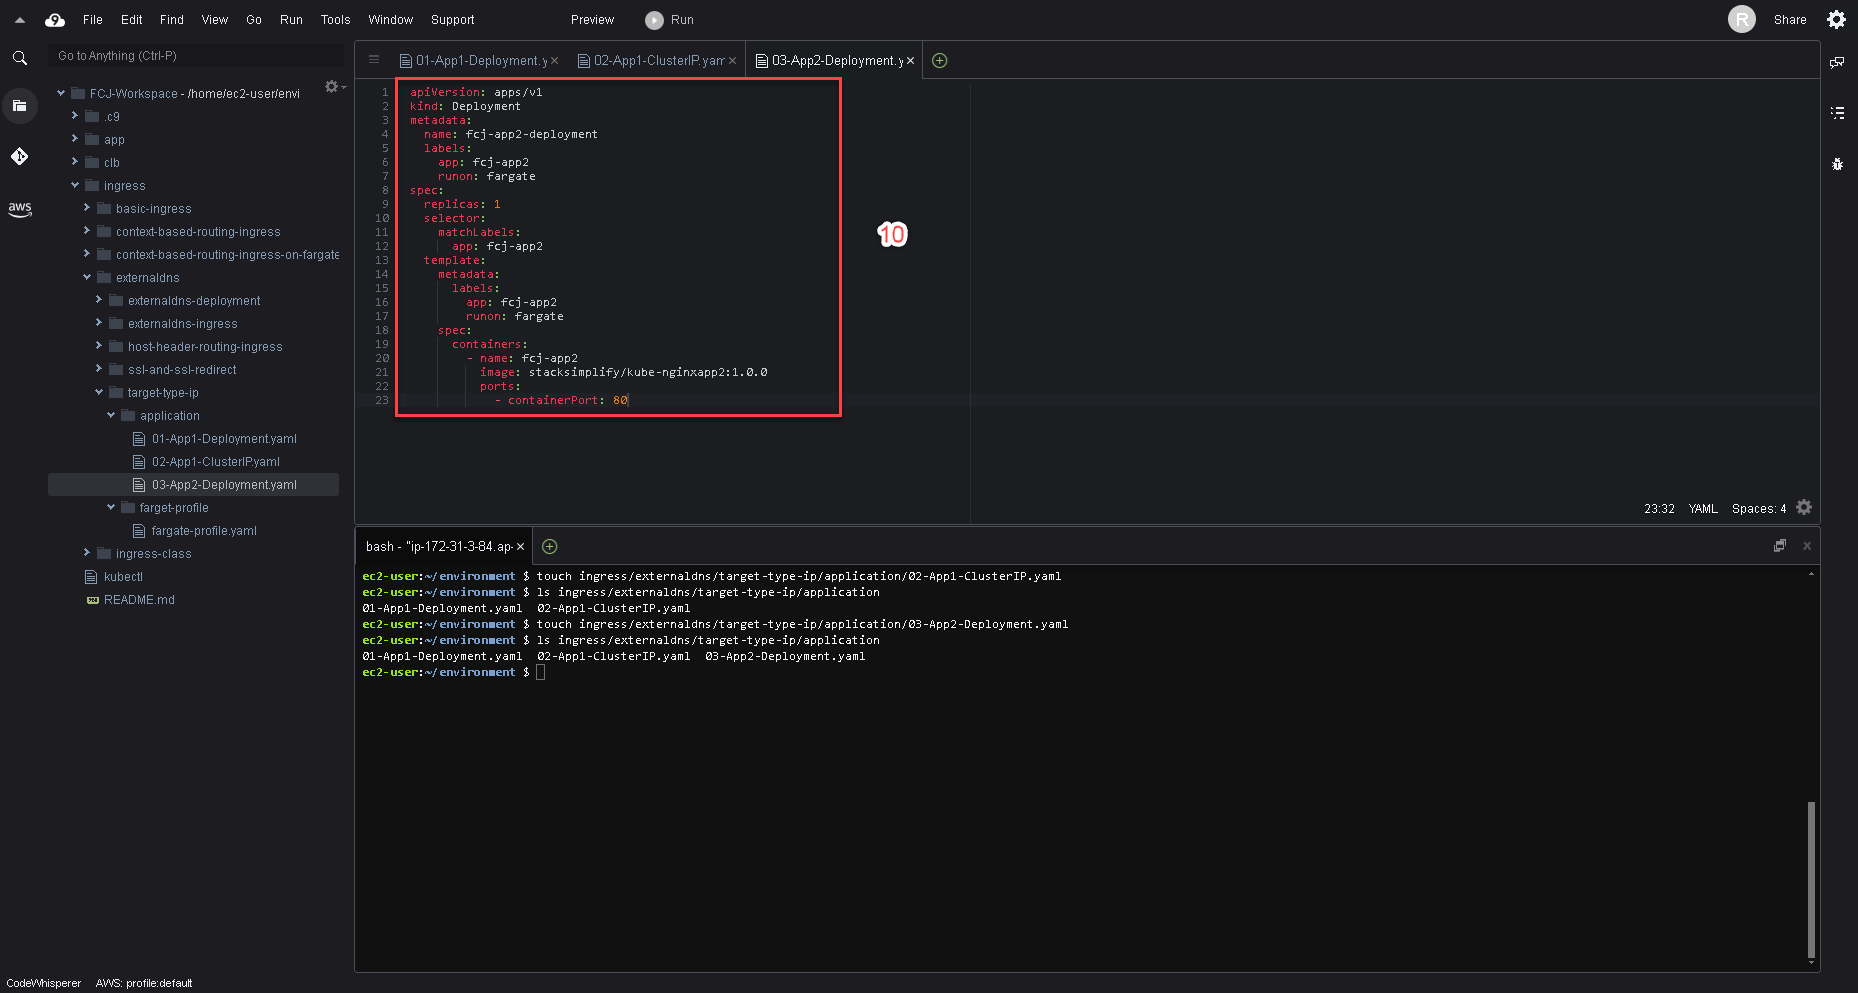 File Edit Find View Go Run Tools Window Support Preview Run R Share
Go to Anything (Ctrl-P)
01-App1-Deployment.y 02-App1-ClusterIP.yam 03-App2-Deployment.y
FCJ-Workspace - /home/ec2-user/envi
.c9
app
clb
ingress
basic-ingress
context-based-routing-ingress
context-based-routing-ingress-on-fargate
externaldns
externaldns-deployment
externaldns-ingress
host-header-routing-ingress
ssl-and-ssl-redirect
target-type-ip
application
01-App1-Deployment.yaml
02-App1-ClusterIP.yaml
03-App2-Deployment.yaml
farget-profile
fargate-profile.yaml
ingress-class
kubectl
README.md
aws
1 apiVersion: apps/v1
2 kind: Deployment
3 metadata:
4 name: fcj-app2-deployment
5 labels:
6 app: fcj-app2
7 runon: fargate
8 spec:
9 replicas: 1
10 selector:
11 matchLabels:
12 app: fcj-app2
13 template:
14 metadata:
15 labels:
16 app: fcj-app2
17 runon: fargate
18 spec:
19 containers:
20 - name: fcj-app2
21 image: stacksimplify/kube-nginxapp2:1.0.0
22 ports:
23 - containerPort: 80
10
23:32 YAML Spaces: 4
bash - "ip-172-31-3-84.ap-
ec2-user:~/environment $ touch ingress/externaldns/target-type-ip/application/02-App1-ClusterIP.yaml
ec2-user:~/environment $ ls ingress/externaldns/target-type-ip/application
01-App1-Deployment.yaml 02-App1-ClusterIP.yaml
ec2-user:~/environment $ touch ingress/externaldns/target-type-ip/application/03-App2-Deployment.yaml
ec2-user:~/environment $ ls ingress/externaldns/target-type-ip/application
01-App1-Deployment.yaml 02-App1-ClusterIP.yaml 03-App2-Deployment.yaml
ec2-user:~/environment $
CodeWhisperer AWS: profile:default